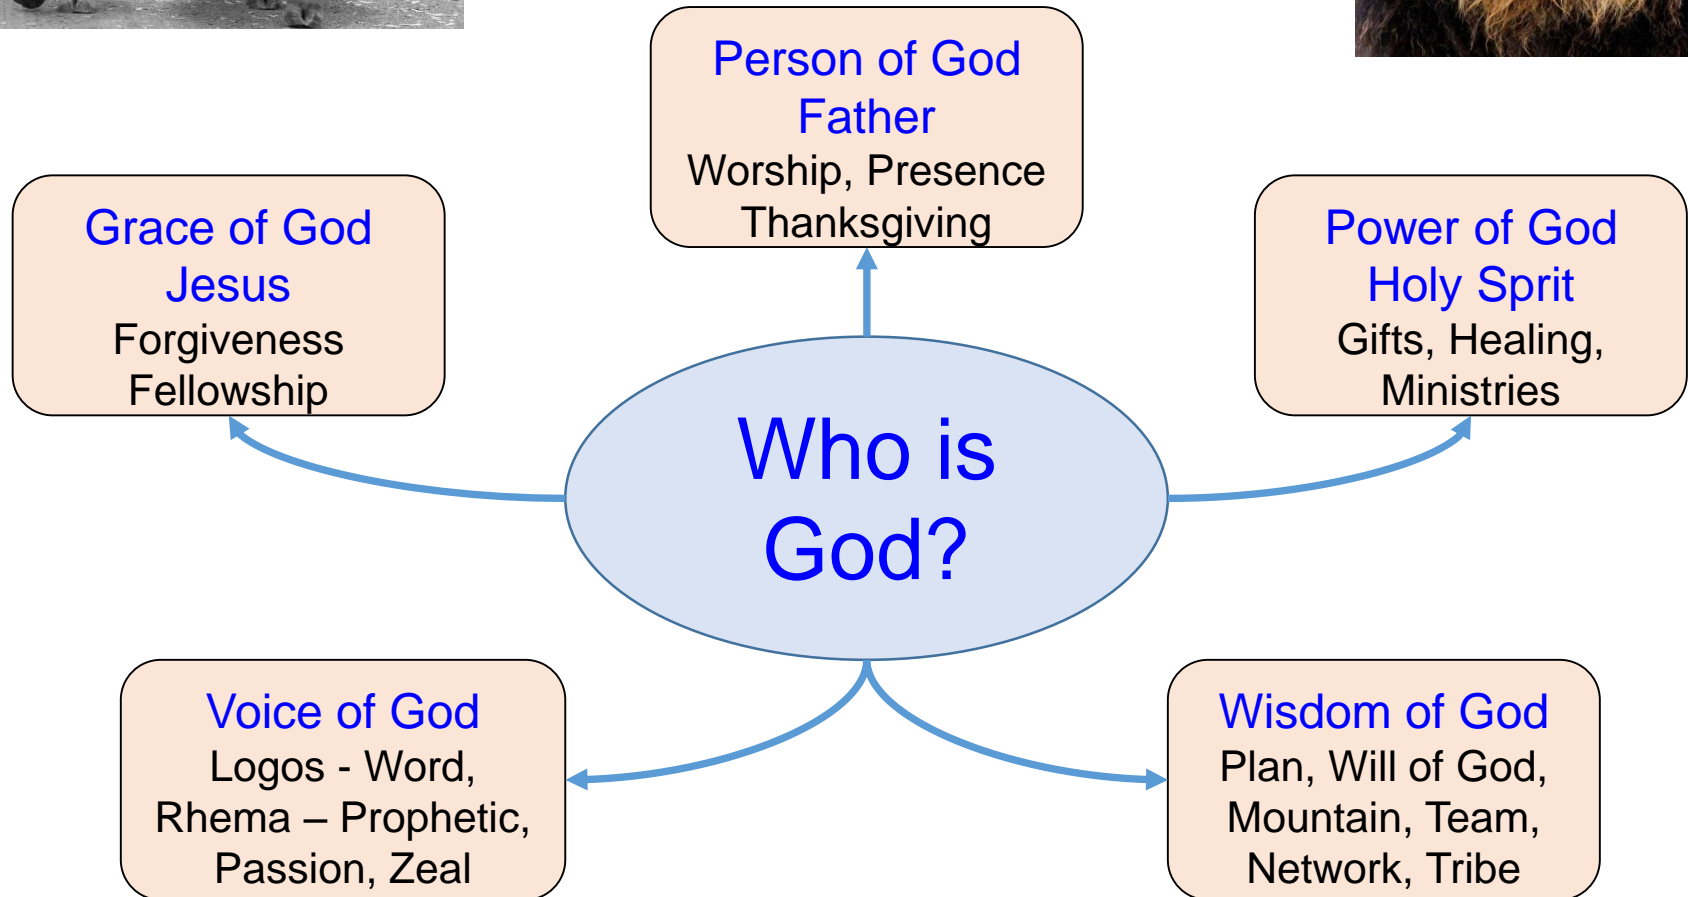 Person of God
Father
Worship, Presence
Thanksgiving
Grace of God
Jesus
Forgiveness
Fellowship
Power of God
Holy Sprit
Gifts, Healing,
Ministries
Who is
God?
Voice of God
Logos - Word,
Rhema – Prophetic,
Passion, Zeal
Wisdom of God
Plan, Will of God,
Mountain, Team,
Network, Tribe